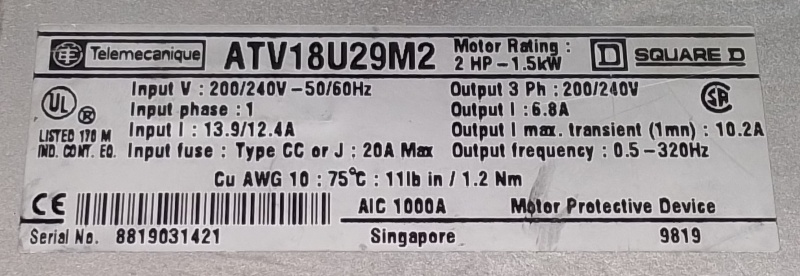 Telemecanique ATV18U29M2 Motor Rating : 2 HP-1.5kW D SQUARE D
Input V : 200/240V-50/60Hz Output 3 Ph : 200/240V
UL ® Input phase : 1 Output I : 6.8A SA
LISTED 170 M Input I : 13.9/12.4A Output I max. transient (1mn) : 10.2A
IND. CONT. EQ. Input fuse : Type CC or J : 20A Max Output frequency : 0.5-320Hz
Cu AWG 10 : 75°C : 11lb in / 1.2 Nm
CE AIC 1000A Motor Protective Device
Serial No. 8819031421 Singapore 9819